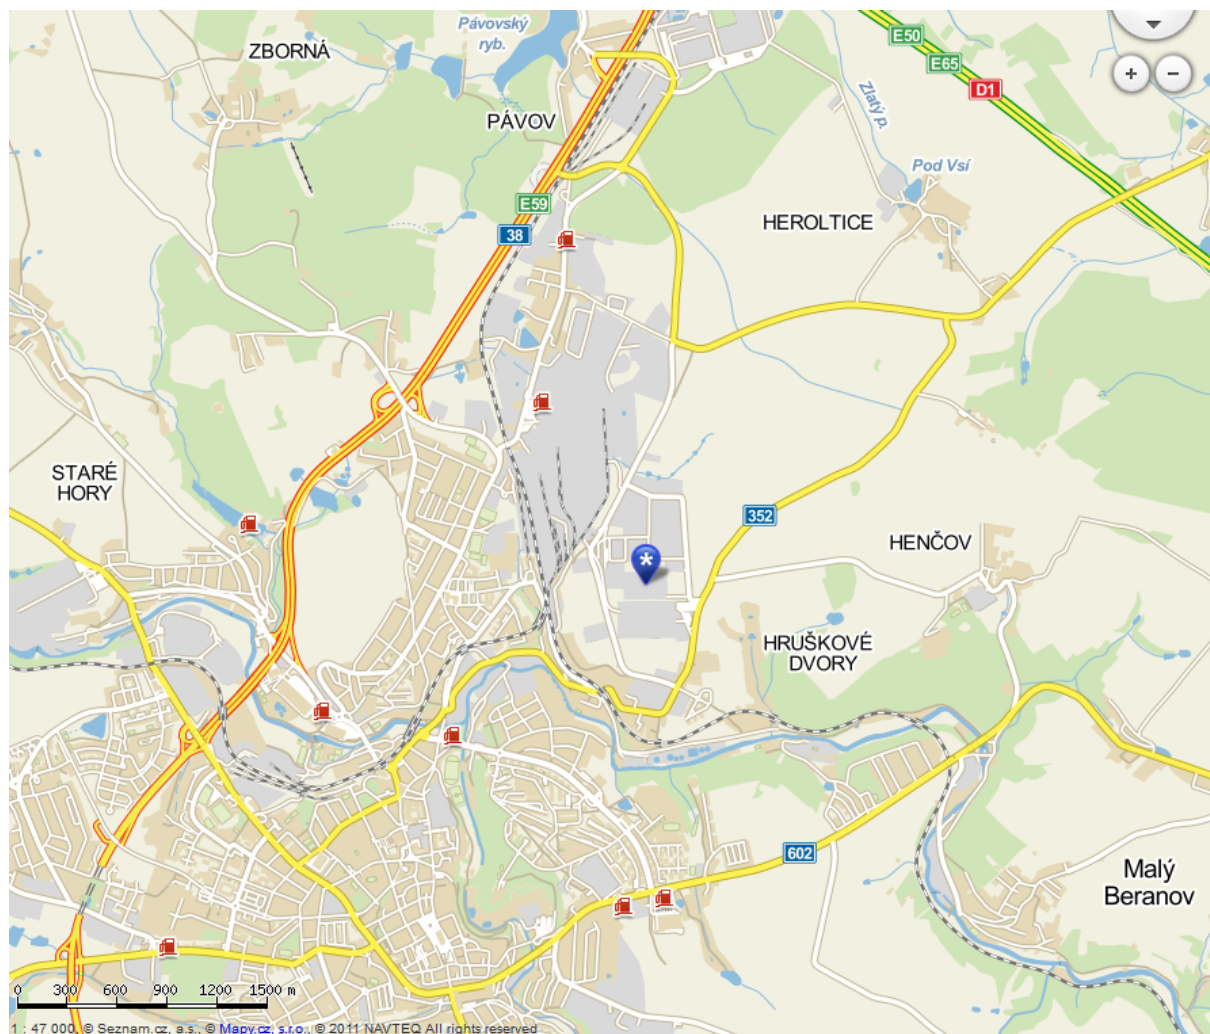 Pávovský
ryb.
ZBORNÁ
E50
E65
D1
+
−
Zlatý p.
PÁVOV
Pod Vsí
E59
HEROLTICE
38
STARÉ
HORY
352
HENČOV
*
HRUŠKOVÉ
DVORY
602
Malý
Beranov
0 300 600 900 1200 1500 m
1 : 47 000, © Seznam.cz, a.s., © Mapy.cz, s.r.o., © 2011 NAVTEQ All rights reserved